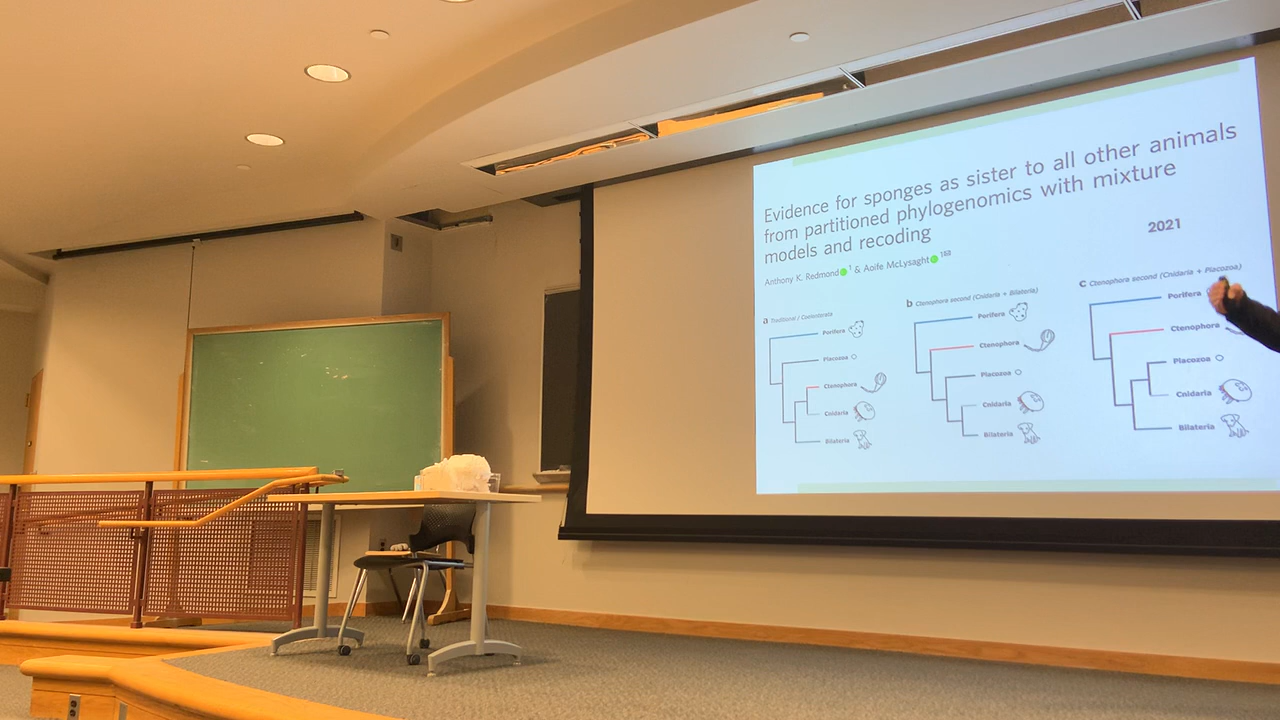 Evidence for sponges as sister to all other animals
from partitioned phylogenomics with mixture
models and recoding
2021
Anthony K. Redmond 1 & Aoife McLysaght 1✉
a Traditional / Coelenterata
Porifera
Placozoa
Ctenophora
Cnidaria
Bilateria
b Ctenophora second (Cnidaria + Bilateria)
Porifera
Ctenophora
Placozoa
Cnidaria
Bilateria
c Ctenophora second (Cnidaria + Placozoa)
Porifera
Ctenophora
Placozoa
Cnidaria
Bilateria